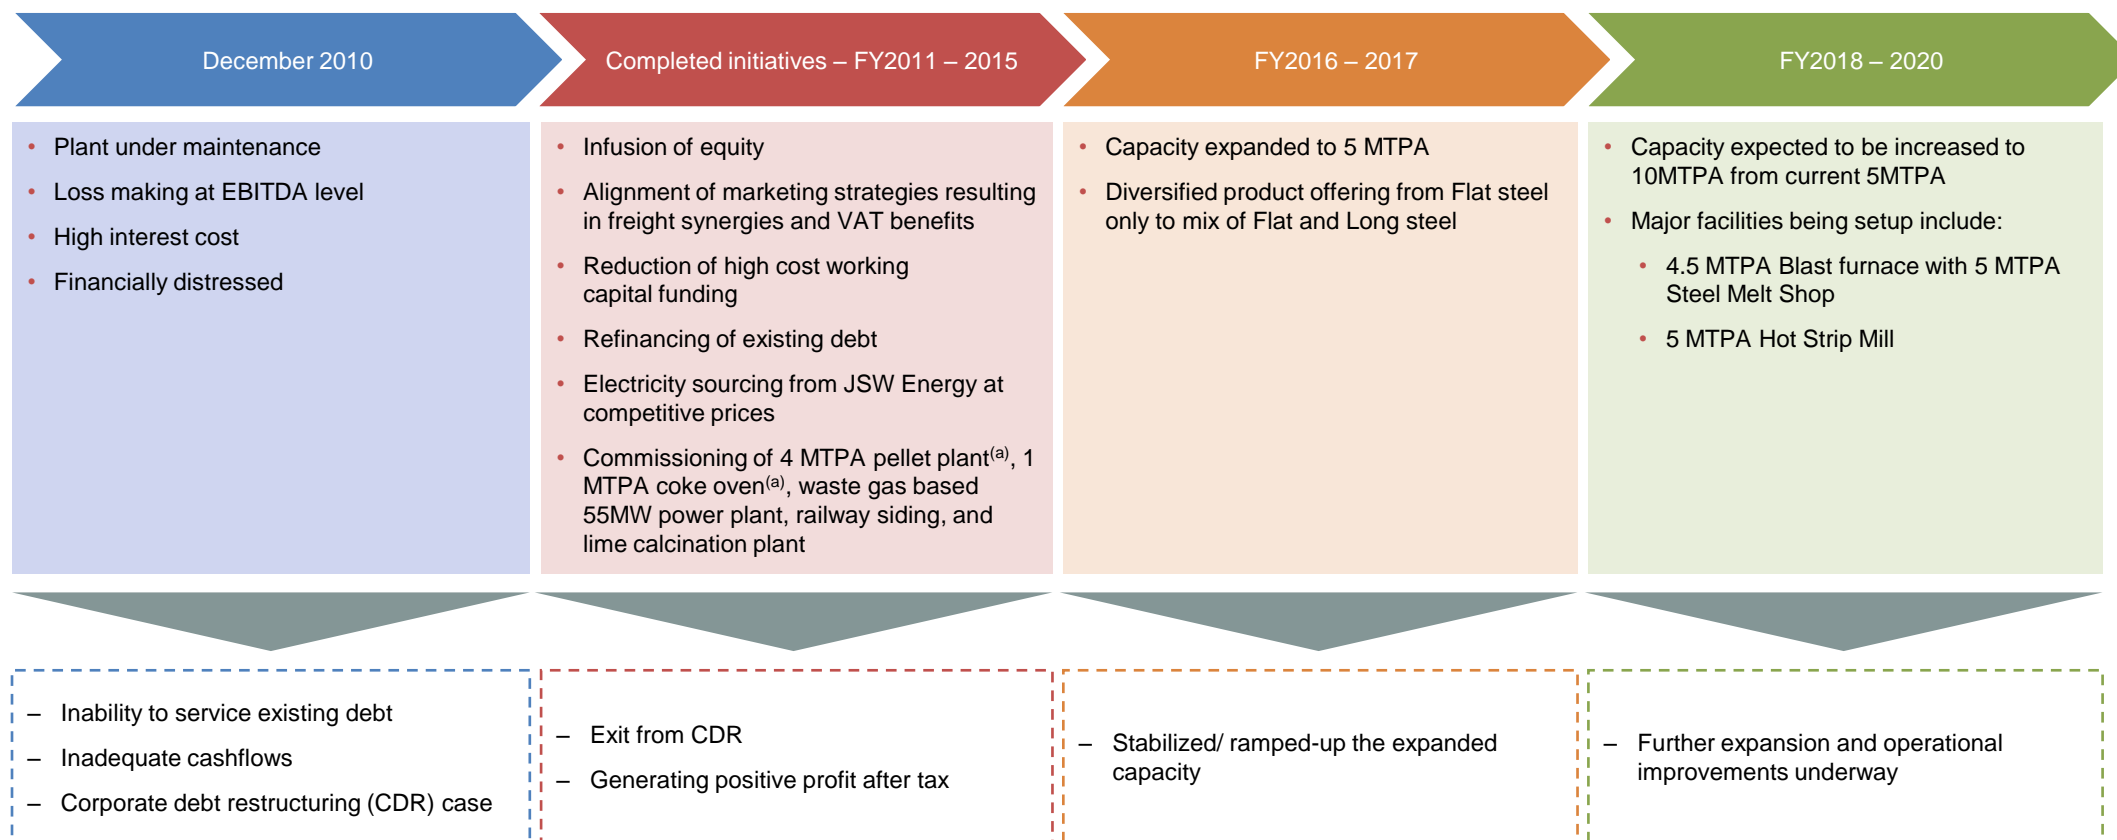 December 2010
Completed initiatives – FY2011 – 2015
FY2016 – 2017
FY2018 – 2020
• Plant under maintenance
• Loss making at EBITDA level
• High interest cost
• Financially distressed
• Infusion of equity
• Alignment of marketing strategies resulting
in freight synergies and VAT benefits
• Reduction of high cost working
capital funding
• Refinancing of existing debt
• Electricity sourcing from JSW Energy at
competitive prices
• Commissioning of 4 MTPA pellet plant(a), 1
MTPA coke oven(a), waste gas based
55MW power plant, railway siding, and
lime calcination plant
• Capacity expanded to 5 MTPA
• Diversified product offering from Flat steel
only to mix of Flat and Long steel
• Capacity expected to be increased to
10MTPA from current 5MTPA
• Major facilities being setup include:
• 4.5 MTPA Blast furnace with 5 MTPA
Steel Melt Shop
• 5 MTPA Hot Strip Mill
– Inability to service existing debt
– Inadequate cashflows
– Corporate debt restructuring (CDR) case
– Exit from CDR
– Generating positive profit after tax
– Stabilized/ ramped-up the expanded
capacity
– Further expansion and operational
improvements underway